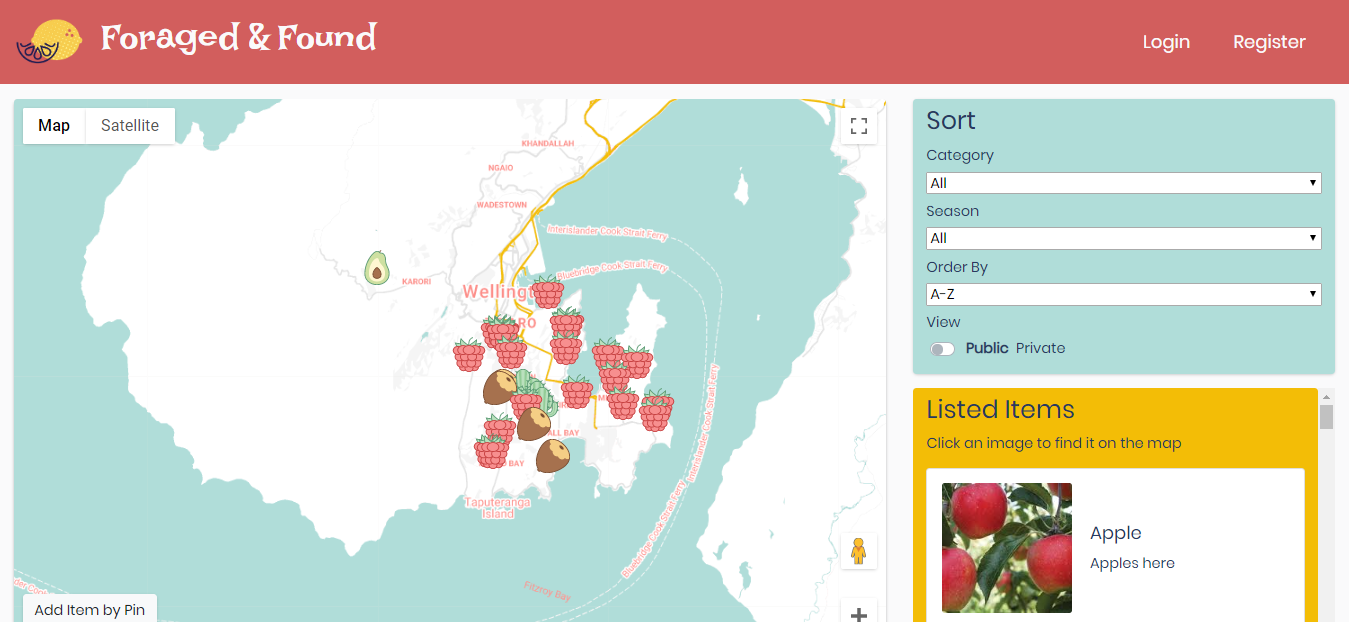 Foraged & Found
Login
Register
Map
Satellite
KHANDALLAH
NGAIO
WADESTOWN
Interislander Cook Strait Ferry
Bluebridge Cook Strait Ferry
KARORI
Wellingt
RO
ALL BAY
BAY
Taputeranga
Island
Interislander Cook Strait Ferry
Bluebridge Cook Strait Ferry
Fitzroy Bay
Add Item by Pin
Sort
Category
All
Season
All
Order By
A-Z
View
Public Private
Listed Items
Click an image to find it on the map
Apple
Apples here